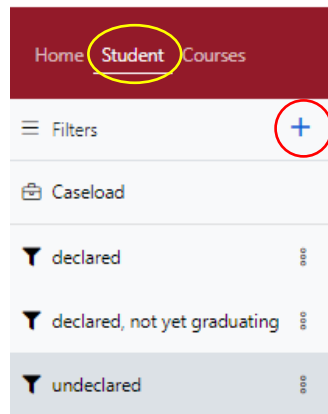 Home Student Courses
Filters
Caseload
declared
declared, not yet graduating
undeclared